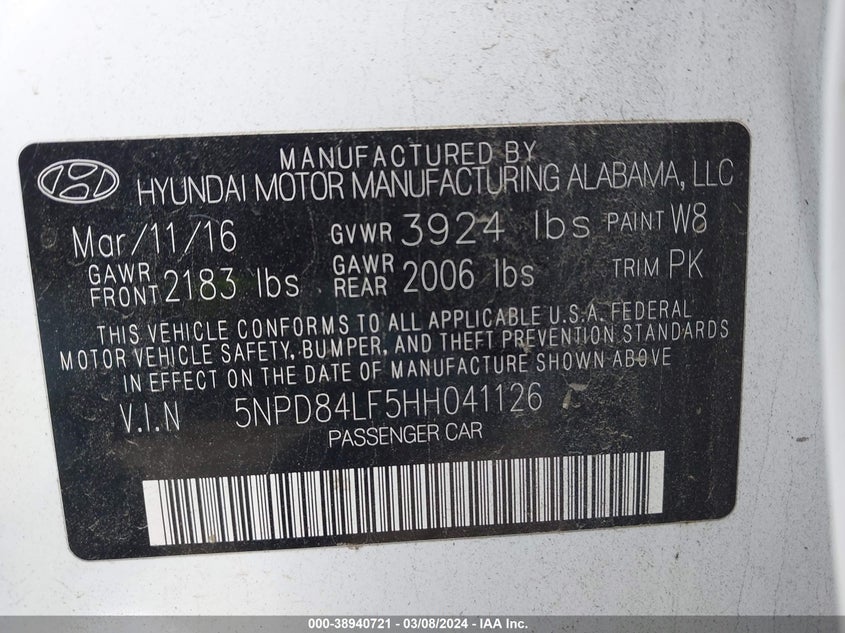 MANUFACTURED BY
HYUNDAI MOTOR MANUFACTURING ALABAMA, LLC
Mar/11/16 GVWR 3924 lbs PAINT W8
GAWR FRONT 2183 lbs GAWR REAR 2006 lbs TRIM PK
THIS VEHICLE CONFORMS TO ALL APPLICABLE U.S.A. FEDERAL
MOTOR VEHICLE SAFETY, BUMPER, AND THEFT PREVENTION STANDARDS
IN EFFECT ON THE DATE OF MANUFACTURE SHOWN ABOVE
V.I.N 5NPD84LF5HH041126
PASSENGER CAR
000-38940721 - 03/08/2024 - IAA Inc.